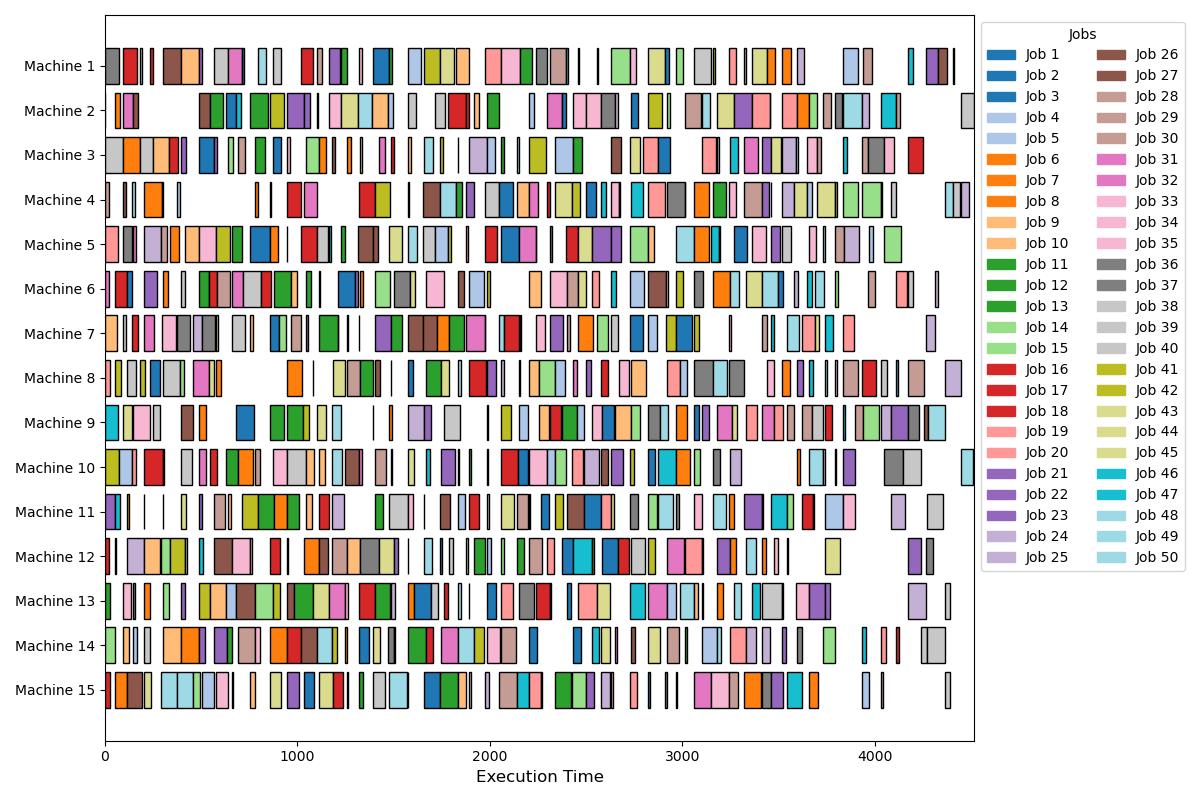 Machine 1
Machine 2
Machine 3
Machine 4
Machine 5
Machine 6
Machine 7
Machine 8
Machine 9
Machine 10
Machine 11
Machine 12
Machine 13
Machine 14
Machine 15
0 1000 2000 3000 4000
Execution Time
Jobs
Job 1 Job 26
Job 2 Job 27
Job 3 Job 28
Job 4 Job 29
Job 5 Job 30
Job 6 Job 31
Job 7 Job 32
Job 8 Job 33
Job 9 Job 34
Job 10 Job 35
Job 11 Job 36
Job 12 Job 37
Job 13 Job 38
Job 14 Job 39
Job 15 Job 40
Job 16 Job 41
Job 17 Job 42
Job 18 Job 43
Job 19 Job 44
Job 20 Job 45
Job 21 Job 46
Job 22 Job 47
Job 23 Job 48
Job 24 Job 49
Job 25 Job 50